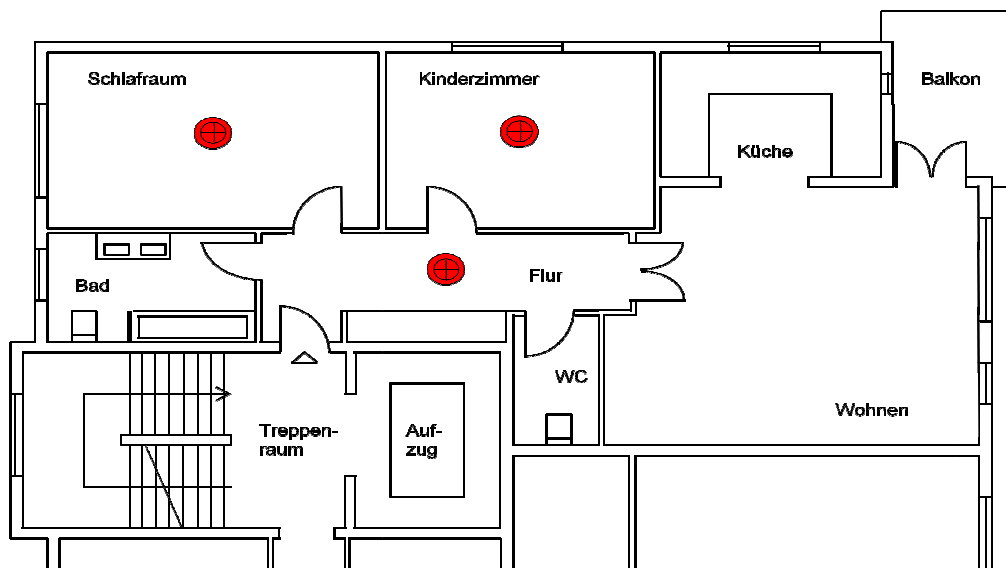 Schlafraum
Kinderzimmer
Balkon
Küche
Flur
Bad
WC
Wohnen
Treppen-
raum
Auf-
zug